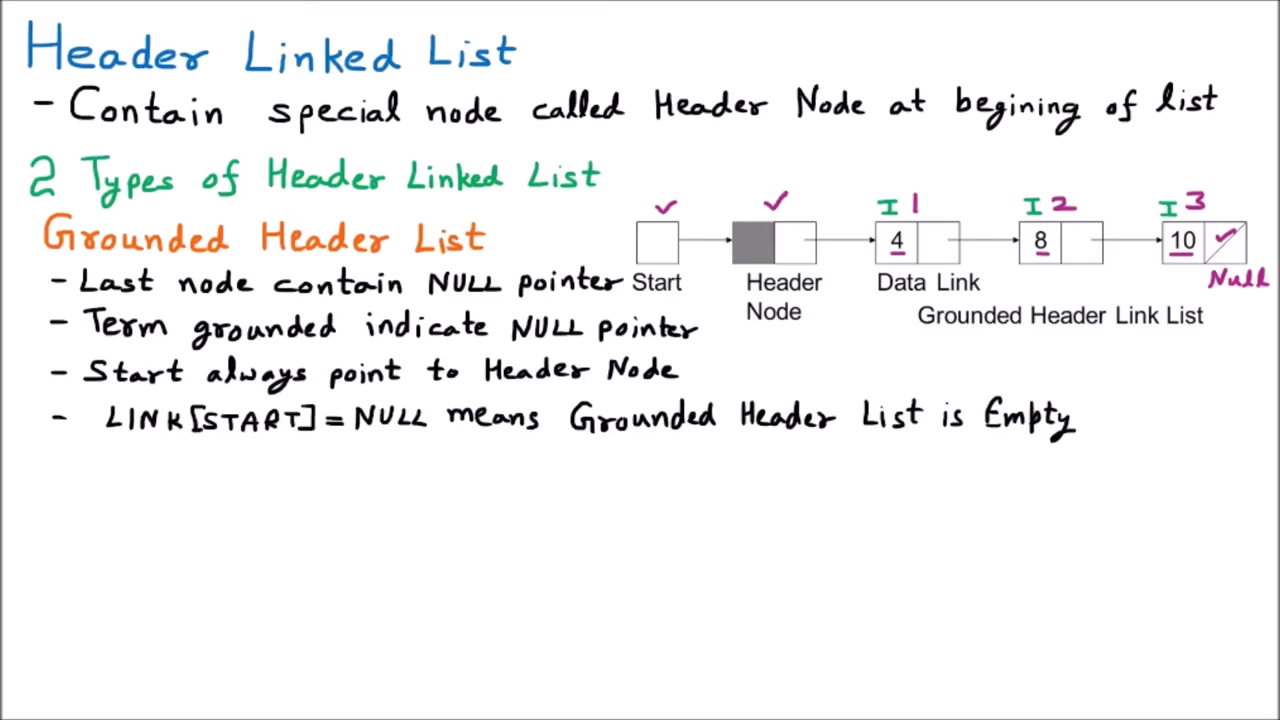 Header Linked List
- Contain special node called Header Node at begining of list
2 Types of Header Linked List
Grounded Header List
- Last node contain NULL pointer
- Term grounded indicate NULL pointer
- Start always point to Header Node
- LINK[START] = NULL means Grounded Header List is Empty
I 1 I 2 I 3
4 8 10
Null
Start Header Node Data Link
Grounded Header Link List